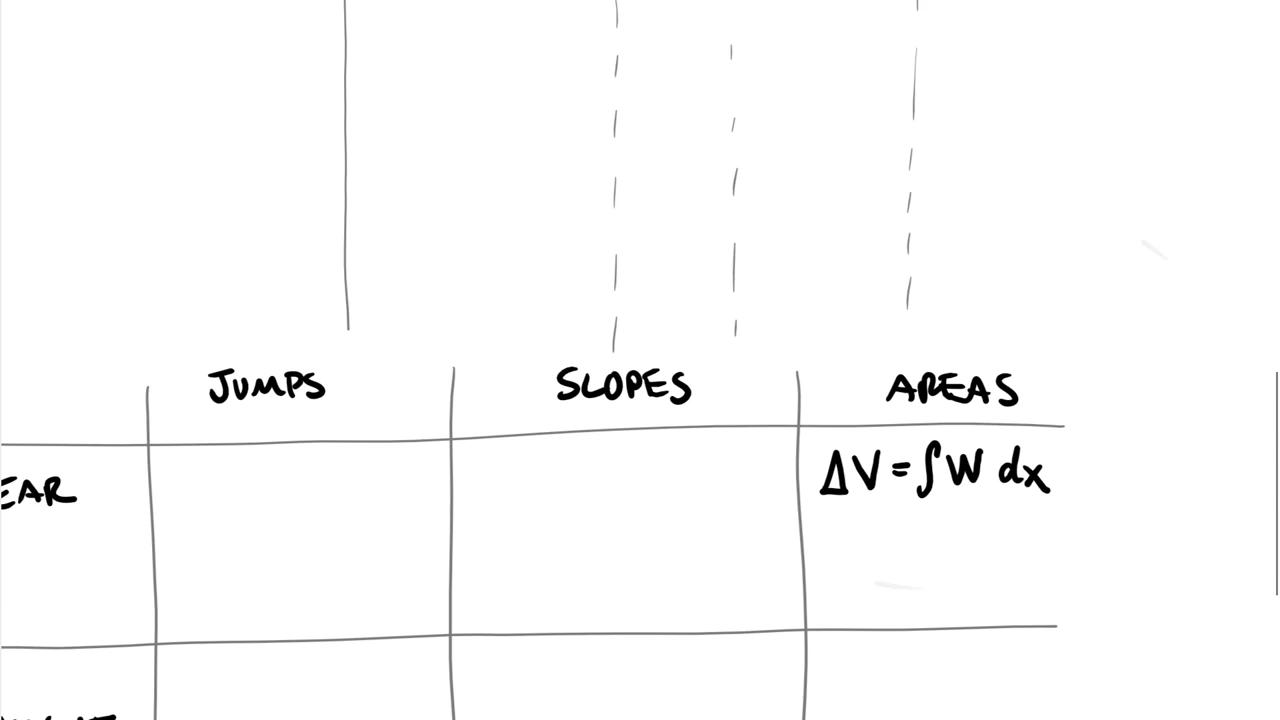 JUMPS SLOPES AREAS
EAR ΔV = ∫W dx